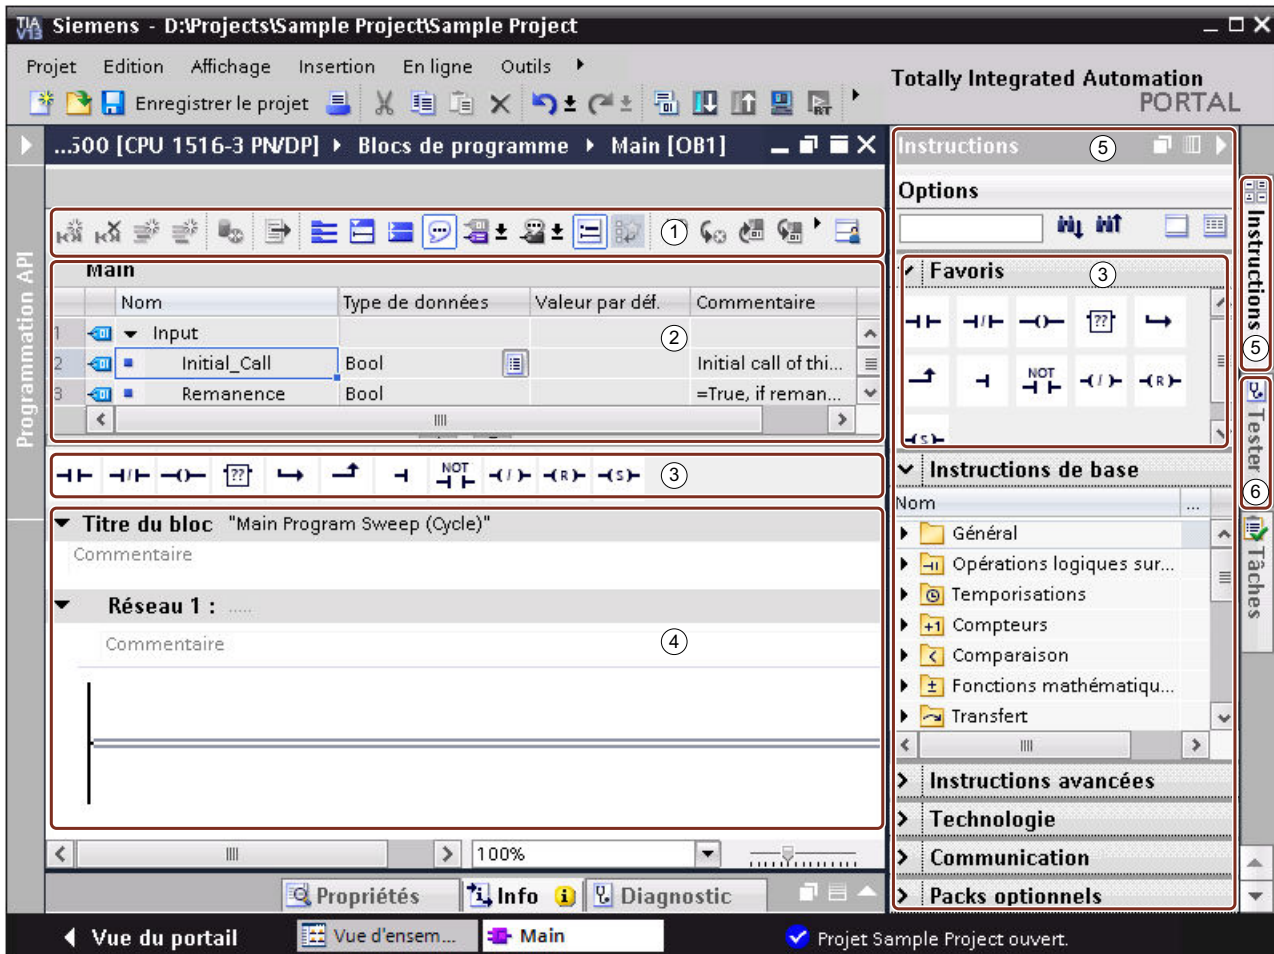 TIA V13 Siemens - D:\Projects\Sample Project\Sample Project
Projet Edition Affichage Insertion En ligne Outils
Totally Integrated Automation
PORTAL
Enregistrer le projet
...500 [CPU 1516-3 PN/DP] Blocs de programme Main [OB1]
Instructions 5
Options
1
Programmation API
Main
Nom Type de données Valeur par déf. Commentaire
1 Input
2
2 Initial_Call Bool Initial call of thi...
3 Remanence Bool =True, if reman...
?? NOT / R S 3
Titre du bloc "Main Program Sweep (Cycle)"
Commentaire
Réseau 1 : .....
Commentaire
4
100%
Propriétés Info Diagnostic
Favoris 3
??
NOT / R
S
Instructions de base
Nom ...
Général
Opérations logiques sur...
Temporisations
Compteurs
Comparaison
Fonctions mathématiqu...
Transfert
Instructions avancées
Technologie
Communication
Packs optionnels
Instructions
5
Tester
6
Tâches
Vue du portail Vue d'ensem... Main Projet Sample Project ouvert.